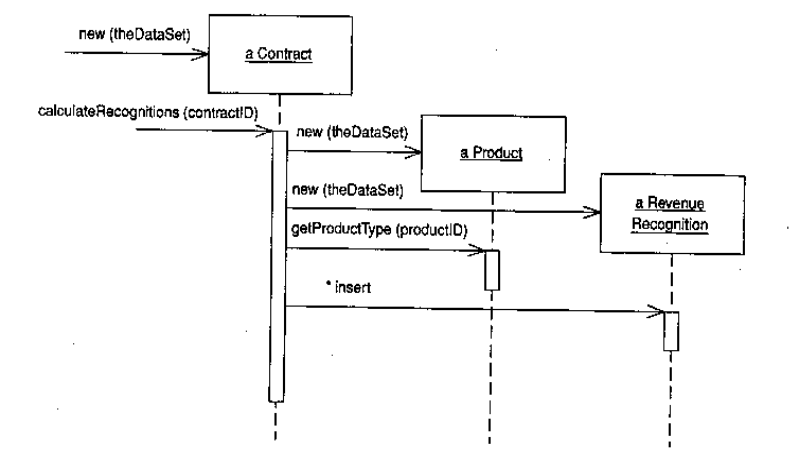 new (theDataSet)
a Contract
calculateRecognitions (contractID)
new (theDataSet)
a Product
new (theDataSet)
a Revenue
Recognition
getProductType (productID)
* insert